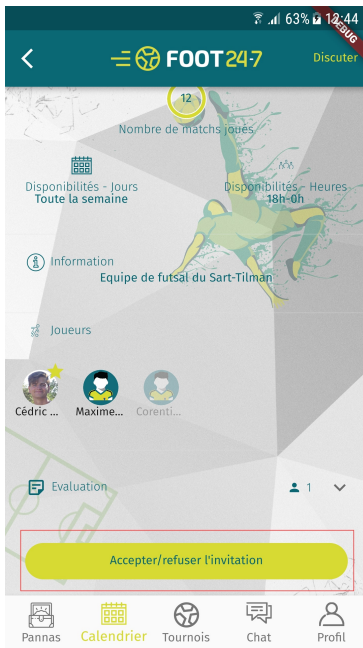 63% 12:44
DEBUG
FOOT24·7
Discuter
12
Nombre de matchs joués
Disponibilités - Jours
Toute la semaine
Disponibilités - Heures
18h-0h
Information
Equipe de futsal du Sart-Tilman
Joueurs
Cédric ... Maxime... Corenti...
Evaluation
1
Accepter/refuser l'invitation
Pannas Calendrier Tournois Chat Profil